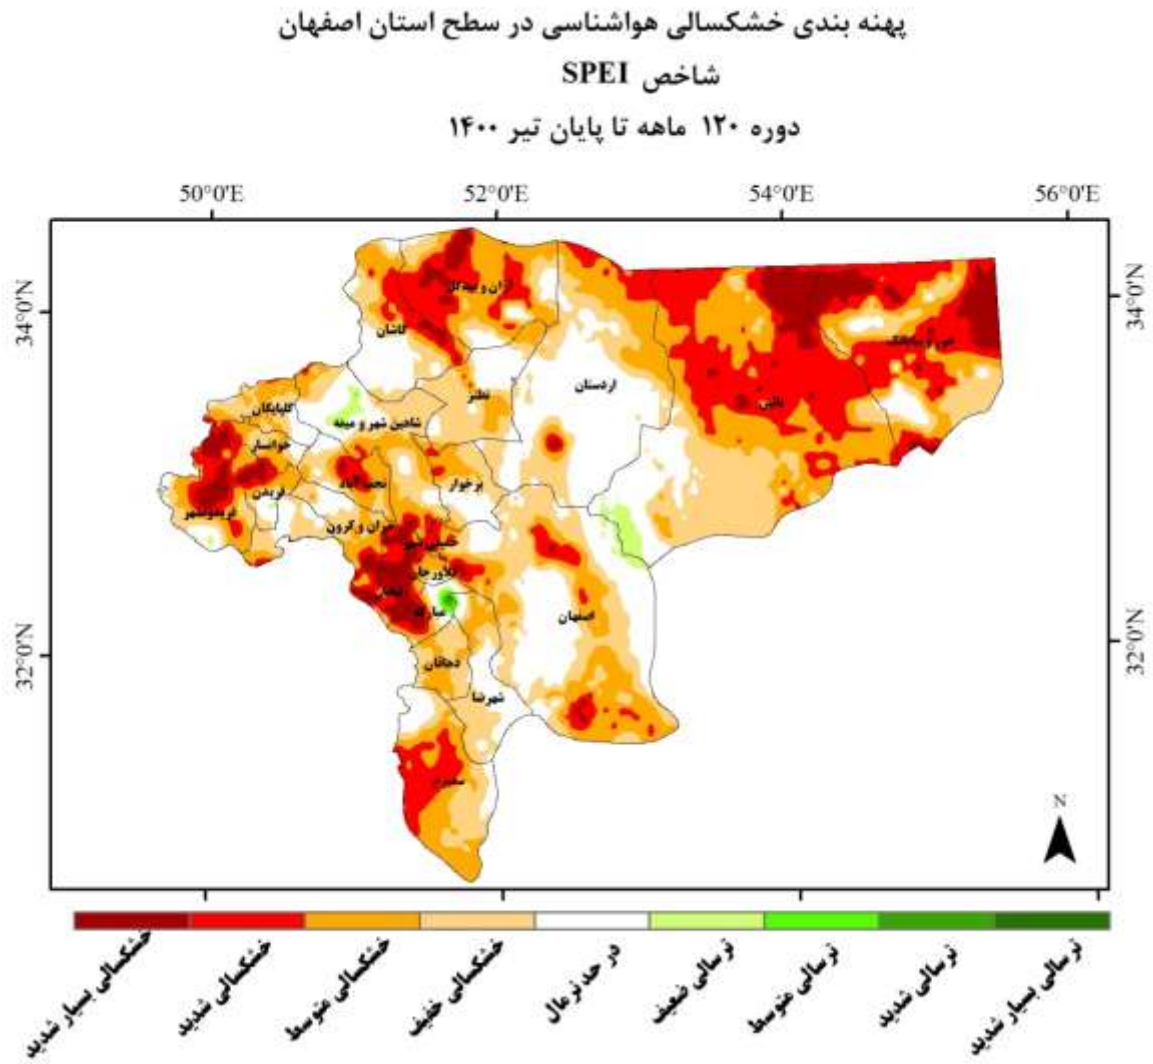 پهنه بندی خشکسالی هواشناسی در سطح استان اصفهان
شاخص SPEI
دوره ۱۲۰ ماهه تا پایان تیر ۱۴۰۰
50°0'E 52°0'E 54°0'E 56°0'E
34°0'N
34°0'N
32°0'N
32°0'N
آران و بیدگل
کاشان
خور و بیابانک
اردستان
نطنز
نائین
گلپایگان
شاهین شهر و میمه
خوانسار
نجف آباد
برخوار
فریدن
فریدونشهر
تیران و کرون
خمینی شهر
فلاورجان
لنجان
مبارکه
اصفهان
دهاقان
شهرضا
سمیرم
N
خشکسالی بسیار شدید
خشکسالی شدید
خشکسالی متوسط
خشکسالی خفیف
در حد نرمال
ترسالی ضعیف
ترسالی متوسط
ترسالی شدید
ترسالی بسیار شدید